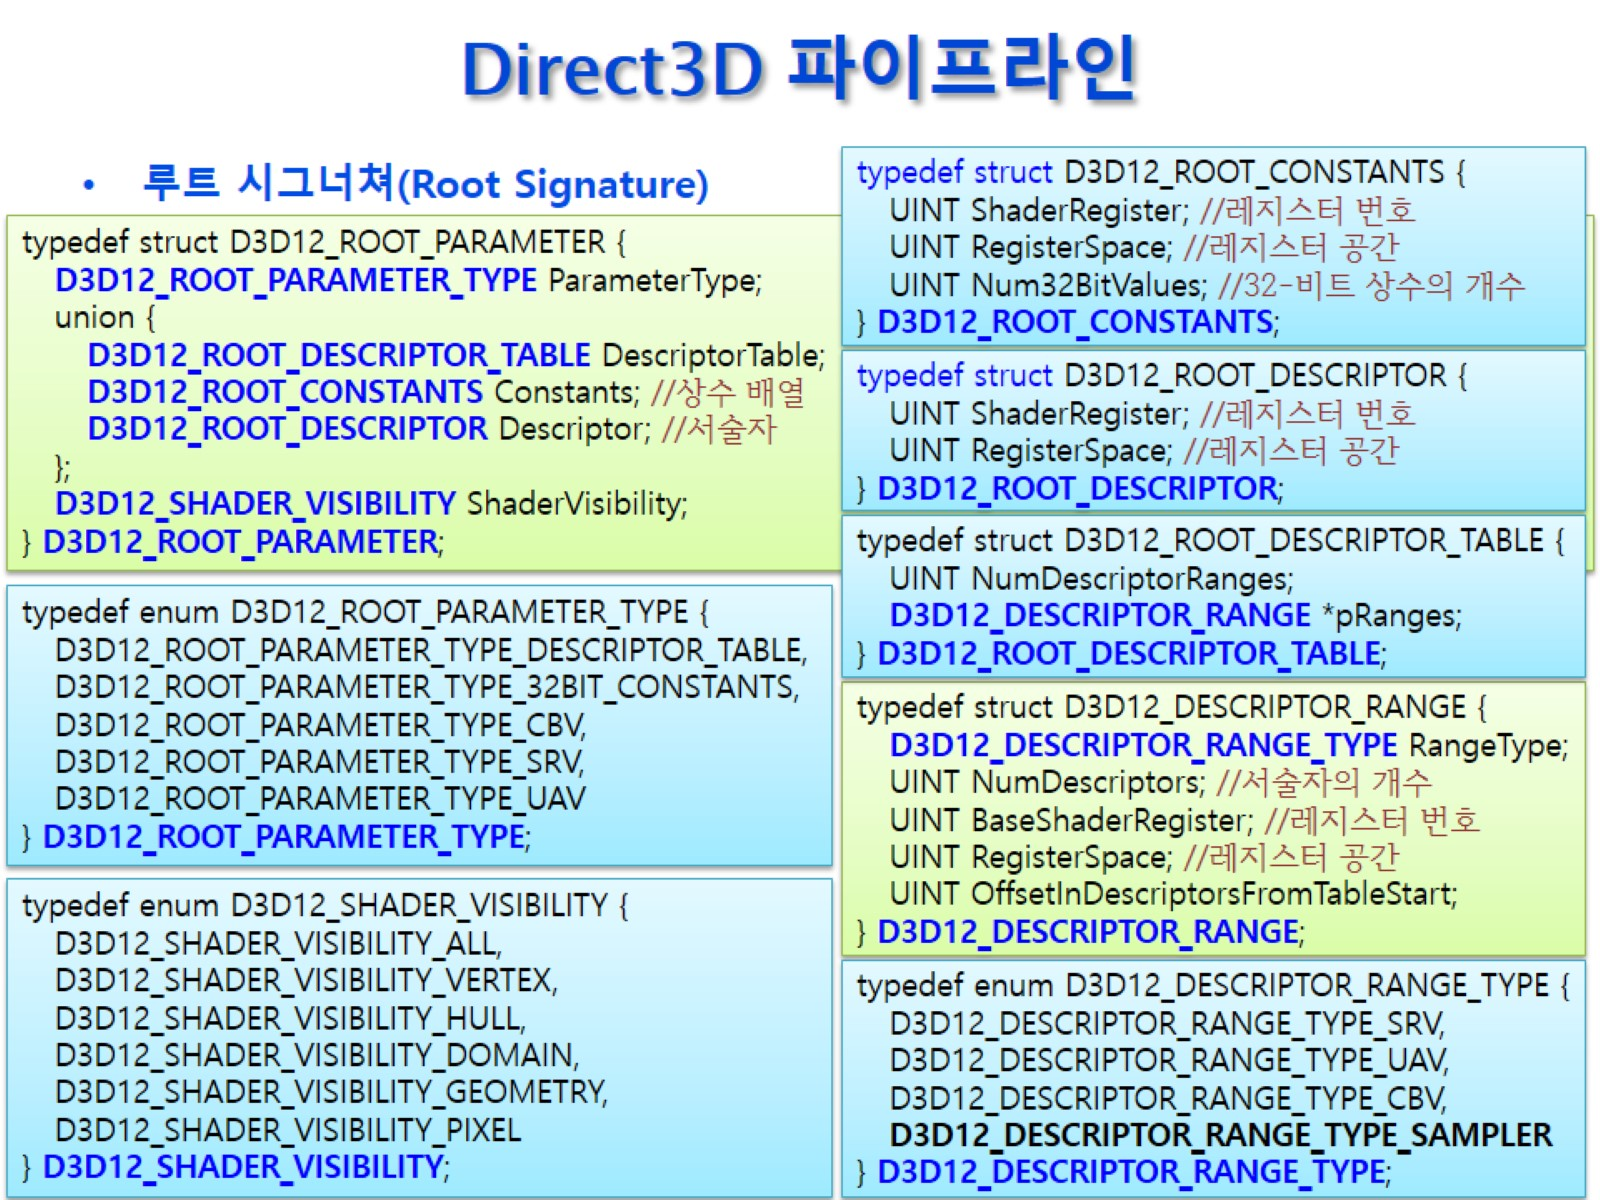 Direct3D 파이프라인
• 루트 시그너쳐(Root Signature)
typedef struct D3D12_ROOT_PARAMETER {
D3D12_ROOT_PARAMETER_TYPE ParameterType;
union {
D3D12_ROOT_DESCRIPTOR_TABLE DescriptorTable;
D3D12_ROOT_CONSTANTS Constants; //상수 배열
D3D12_ROOT_DESCRIPTOR Descriptor; //서술자
};
D3D12_SHADER_VISIBILITY ShaderVisibility;
} D3D12_ROOT_PARAMETER;
typedef enum D3D12_ROOT_PARAMETER_TYPE {
D3D12_ROOT_PARAMETER_TYPE_DESCRIPTOR_TABLE,
D3D12_ROOT_PARAMETER_TYPE_32BIT_CONSTANTS,
D3D12_ROOT_PARAMETER_TYPE_CBV,
D3D12_ROOT_PARAMETER_TYPE_SRV,
D3D12_ROOT_PARAMETER_TYPE_UAV
} D3D12_ROOT_PARAMETER_TYPE;
typedef enum D3D12_SHADER_VISIBILITY {
D3D12_SHADER_VISIBILITY_ALL,
D3D12_SHADER_VISIBILITY_VERTEX,
D3D12_SHADER_VISIBILITY_HULL,
D3D12_SHADER_VISIBILITY_DOMAIN,
D3D12_SHADER_VISIBILITY_GEOMETRY,
D3D12_SHADER_VISIBILITY_PIXEL
} D3D12_SHADER_VISIBILITY;
typedef struct D3D12_ROOT_CONSTANTS {
UINT ShaderRegister; //레지스터 번호
UINT RegisterSpace; //레지스터 공간
UINT Num32BitValues; //32-비트 상수의 개수
} D3D12_ROOT_CONSTANTS;
typedef struct D3D12_ROOT_DESCRIPTOR {
UINT ShaderRegister; //레지스터 번호
UINT RegisterSpace; //레지스터 공간
} D3D12_ROOT_DESCRIPTOR;
typedef struct D3D12_ROOT_DESCRIPTOR_TABLE {
UINT NumDescriptorRanges;
D3D12_DESCRIPTOR_RANGE *pRanges;
} D3D12_ROOT_DESCRIPTOR_TABLE;
typedef struct D3D12_DESCRIPTOR_RANGE {
D3D12_DESCRIPTOR_RANGE_TYPE RangeType;
UINT NumDescriptors; //서술자의 개수
UINT BaseShaderRegister; //레지스터 번호
UINT RegisterSpace; //레지스터 공간
UINT OffsetInDescriptorsFromTableStart;
} D3D12_DESCRIPTOR_RANGE;
typedef enum D3D12_DESCRIPTOR_RANGE_TYPE {
D3D12_DESCRIPTOR_RANGE_TYPE_SRV,
D3D12_DESCRIPTOR_RANGE_TYPE_UAV,
D3D12_DESCRIPTOR_RANGE_TYPE_CBV,
D3D12_DESCRIPTOR_RANGE_TYPE_SAMPLER
} D3D12_DESCRIPTOR_RANGE_TYPE;